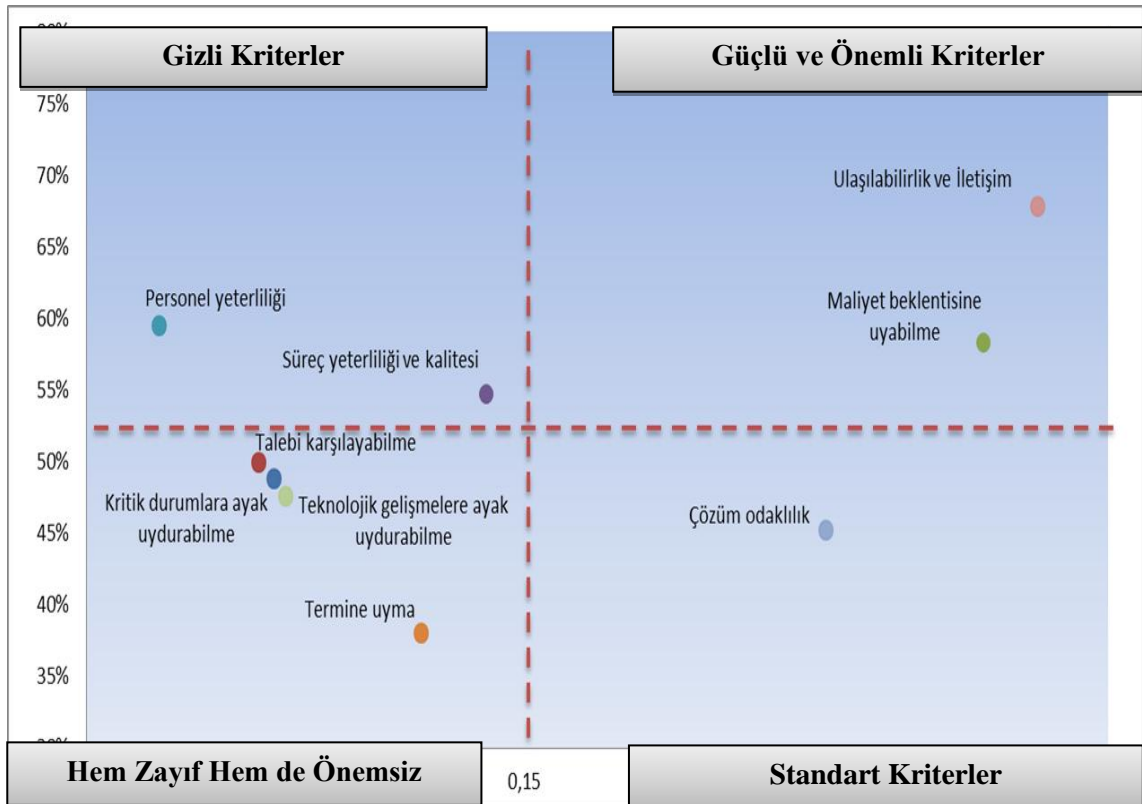 Gizli Kriterler
Güçlü ve Önemli Kriterler
75%
70%
65%
60%
55%
50%
45%
40%
35%
Ulaşılabilirlik ve İletişim
Personel yeterliliği
Maliyet beklentisine
uyabilme
Süreç yeterliliği ve kalitesi
Talebi karşılayabilme
Kritik durumlara ayak
uydurabilme
Teknolojik gelişmelere ayak
uydurabilme
Çözüm odaklılık
Termine uyma
Hem Zayıf Hem de Önemsiz
0,15
Standart Kriterler